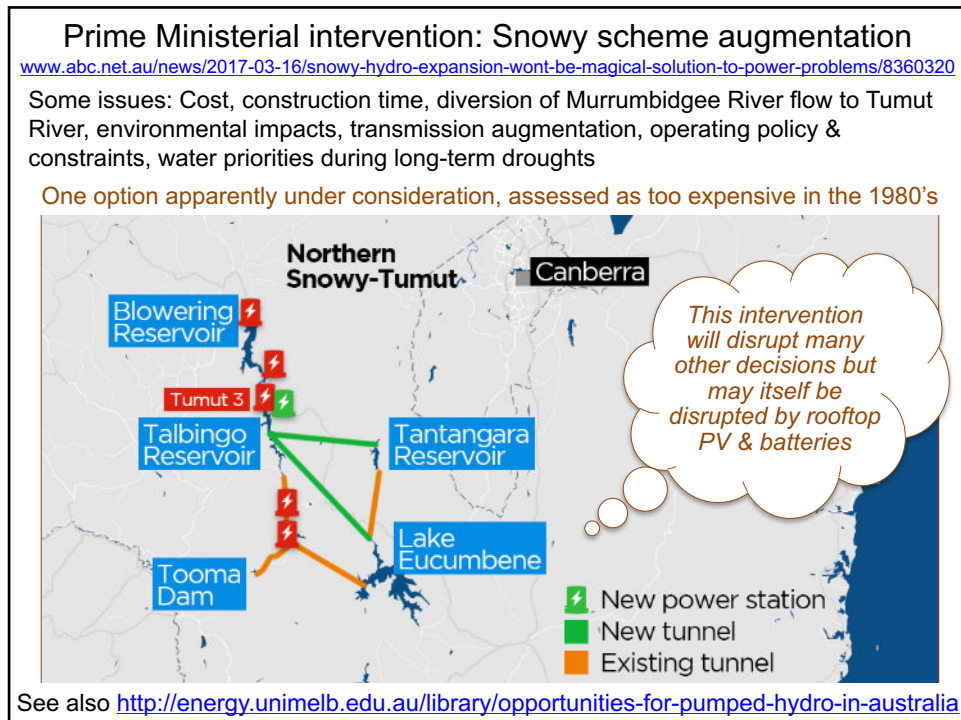 Prime Ministerial intervention: Snowy scheme augmentation
www.abc.net.au/news/2017-03-16/snowy-hydro-expansion-wont-be-magical-solution-to-power-problems/8360320
Some issues: Cost, construction time, diversion of Murrumbidgee River flow to Tumut
River, environmental impacts, transmission augmentation, operating policy &
constraints, water priorities during long-term droughts
One option apparently under consideration, assessed as too expensive in the 1980's
Northern
Snowy-Tumut
Canberra
Blowering
Reservoir
This intervention
will disrupt many
other decisions but
may itself be
disrupted by rooftop
PV & batteries
Tumut 3
Talbingo
Reservoir
Tantangara
Reservoir
Lake
Eucumbene
Tooma
Dam
New power station
New tunnel
Existing tunnel
See also http://energy.unimelb.edu.au/library/opportunities-for-pumped-hydro-in-australia